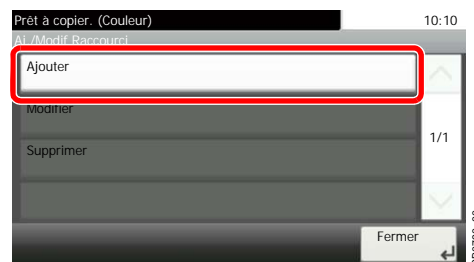 Prêt à copier. (Couleur) 10:10
Aj./Modif Raccourci
Ajouter
Modifier
1/1
Supprimer
Fermer